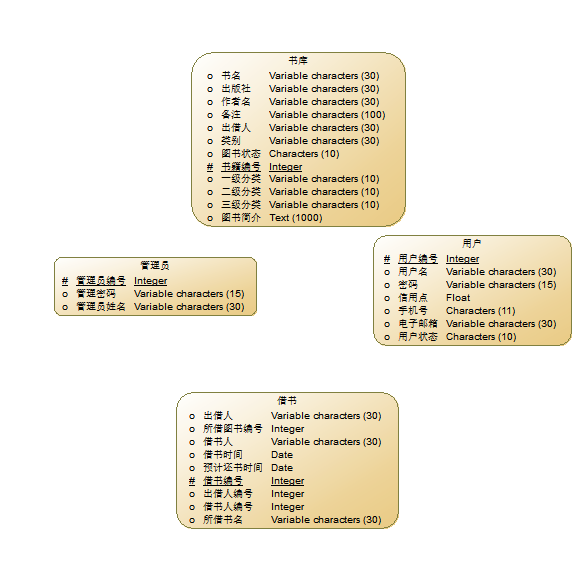 书库
o 书名 Variable characters (30)
o 出版社 Variable characters (30)
o 作者名 Variable characters (30)
o 备注 Variable characters (100)
o 出借人 Variable characters (30)
o 类别 Variable characters (30)
o 图书状态 Characters (10)
# 书籍编号 Integer
o 一级分类 Variable characters (10)
o 二级分类 Variable characters (10)
o 三级分类 Variable characters (10)
o 图书简介 Text (1000)
管理员
# 管理员编号 Integer
o 管理密码 Variable characters (15)
o 管理员姓名 Variable characters (30)
用户
# 用户编号 Integer
o 用户名 Variable characters (30)
o 密码 Variable characters (15)
o 信用点 Float
o 手机号 Characters (11)
o 电子邮箱 Variable characters (30)
o 用户状态 Characters (10)
借书
o 出借人 Variable characters (30)
o 所借图书编号 Integer
o 借书人 Variable characters (30)
o 借书时间 Date
o 预计还书时间 Date
# 借书编号 Integer
o 出借人编号 Integer
o 借书人编号 Integer
o 所借书名 Variable characters (30)